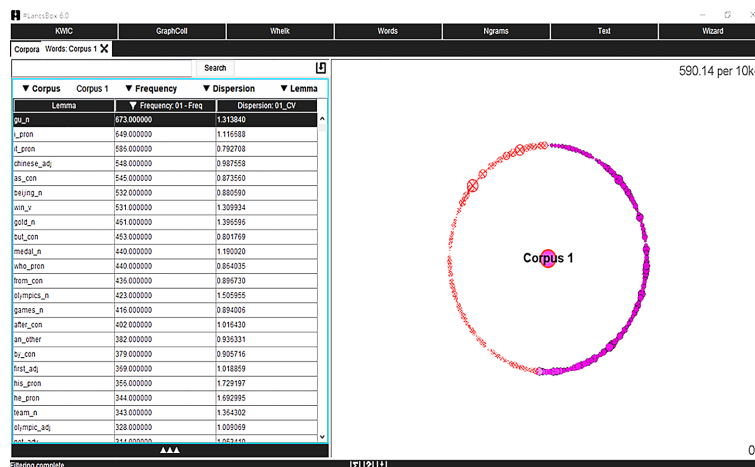 #LancsBox 6.0
KWIC GraphColl Whelk Words Ngrams Text Wizard
Corpora Words: Corpus 1
Search
590.14 per 10k
▼ Corpus Corpus 1 ▼ Frequency ▼ Dispersion ▼ Lemma
Lemma ▼ Frequency: 01 - Freq Dispersion: 01_CV
gu_n 673.000000 1.313840
i_pron 649.000000 1.116588
it_pron 585.000000 0.792708
chinese_adj 548.000000 0.987558
as_con 545.000000 0.873560
beijing_n 532.000000 0.880590
win_v 531.000000 1.309934
gold_n 461.000000 1.396596
but_con 453.000000 0.801769
medal_n 440.000000 1.190020
who_pron 440.000000 0.864035
from_con 436.000000 0.896730
olympics_n 423.000000 1.505955
games_n 416.000000 0.894006
after_con 402.000000 1.016430
an_other 382.000000 0.936331
by_con 379.000000 0.905716
first_adj 369.000000 1.018859
his_pron 356.000000 1.729197
he_pron 344.000000 1.692995
team_n 343.000000 1.364302
olympic_adj 328.000000 1.009069
Corpus 1
▲▲▲
0
Filtering complete